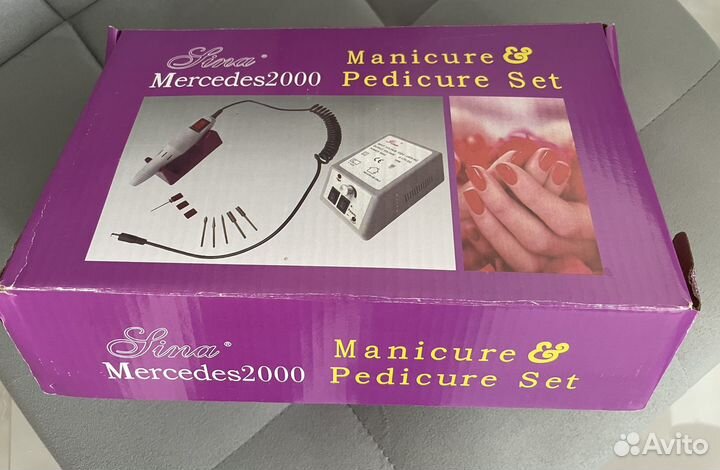 Sina®
Mercedes2000
Manicure &
Pedicure Set
Sina®
Mercedes2000
Manicure &
Pedicure Set
Avito